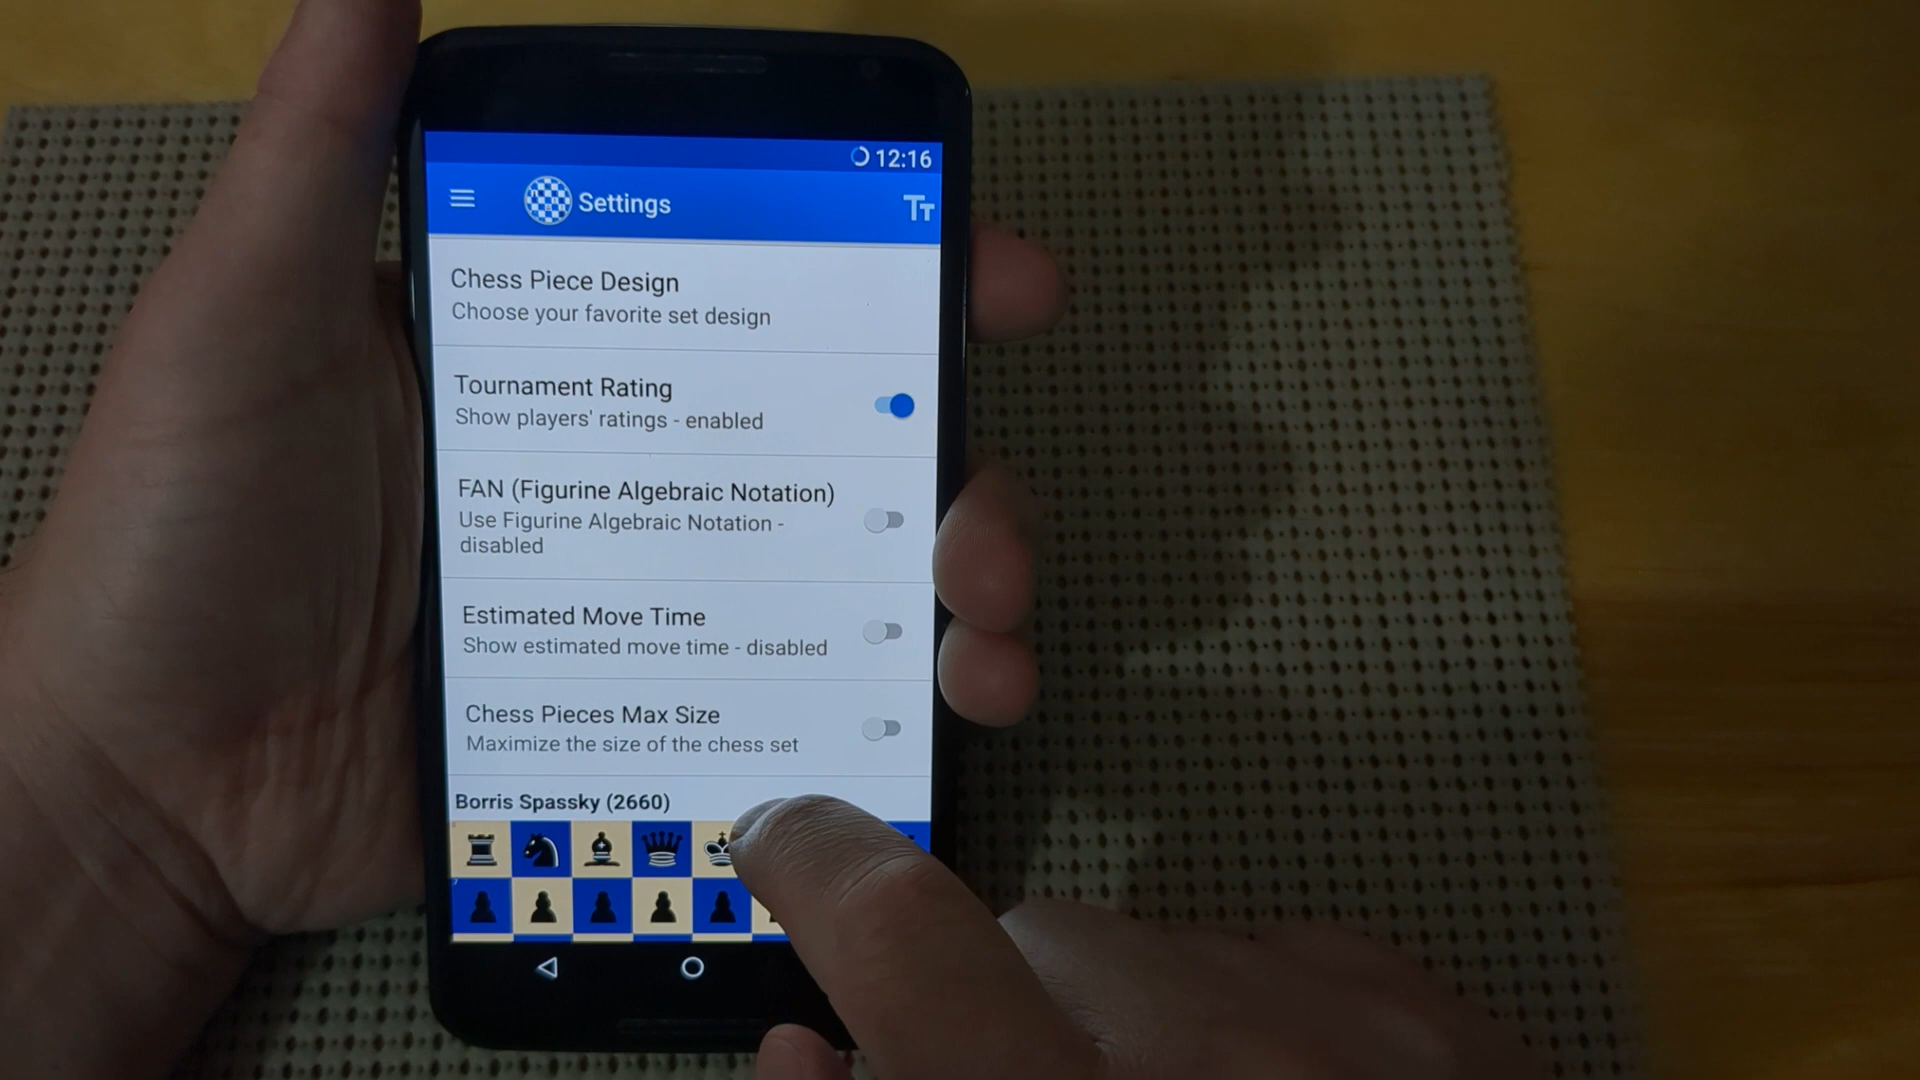 12:16
Settings
Tt
Chess Piece Design
Choose your favorite set design
Tournament Rating
Show players' ratings - enabled
FAN (Figurine Algebraic Notation)
Use Figurine Algebraic Notation -
disabled
Estimated Move Time
Show estimated move time - disabled
Chess Pieces Max Size
Maximize the size of the chess set
Borris Spassky (2660)